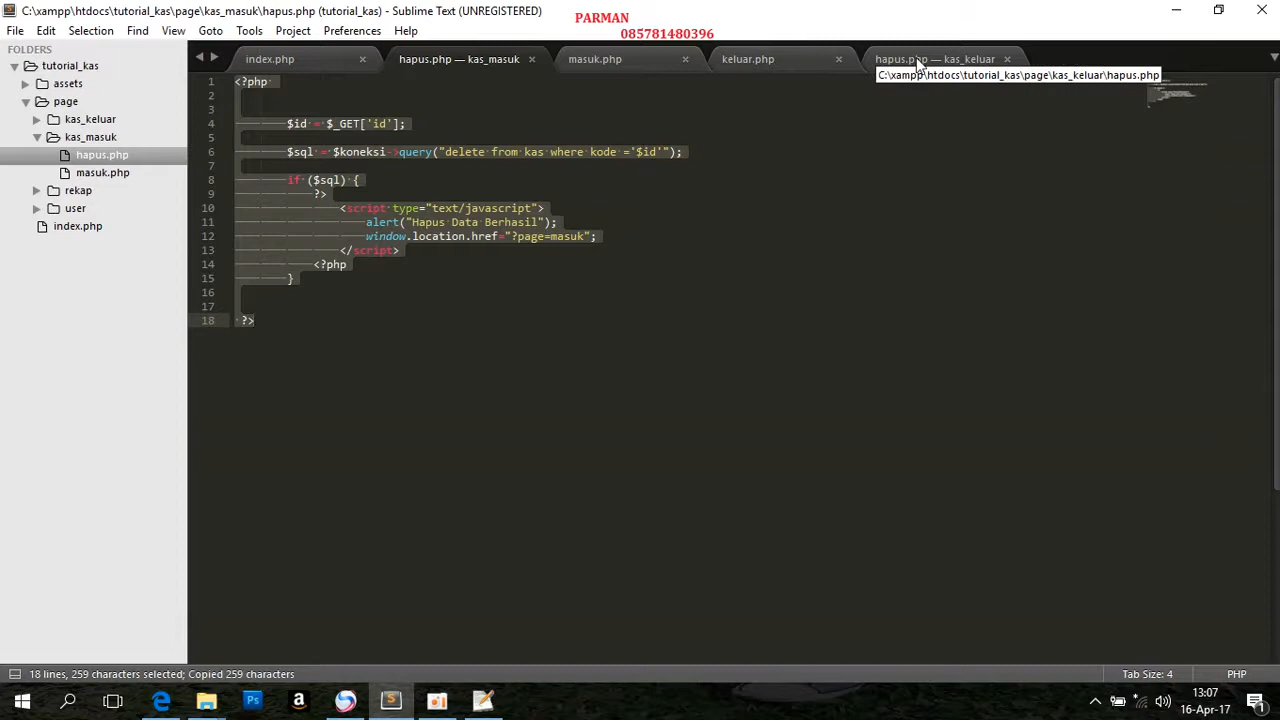 C:\xampp\htdocs\tutorial_kas\page\kas_masuk\hapus.php (tutorial_kas) - Sublime Text (UNREGISTERED)
PARMAN
085781480396
File Edit Selection Find View Goto Tools Project Preferences Help
FOLDERS
tutorial_kas
assets
page
kas_keluar
kas_masuk
hapus.php
masuk.php
rekap
user
index.php
index.php
hapus.php — kas_masuk
masuk.php
keluar.php
hapus.php — kas_keluar
C:\xampp\htdocs\tutorial_kas\page\kas_keluar\hapus.php
1 <?php
2
3
4 $id = $_GET['id'];
5
6 $sql = $koneksi->query("delete from kas where kode ='$id'");
7
8 if ($sql) {
9 ?>
10 <script type="text/javascript">
11 alert("Hapus Data Berhasil");
12 window.location.href="?page=masuk";
13 </script>
14 <?php
15 }
16
17
18 ?>
18 lines, 259 characters selected; Copied 259 characters
Tab Size: 4
PHP
13:07
16-Apr-17